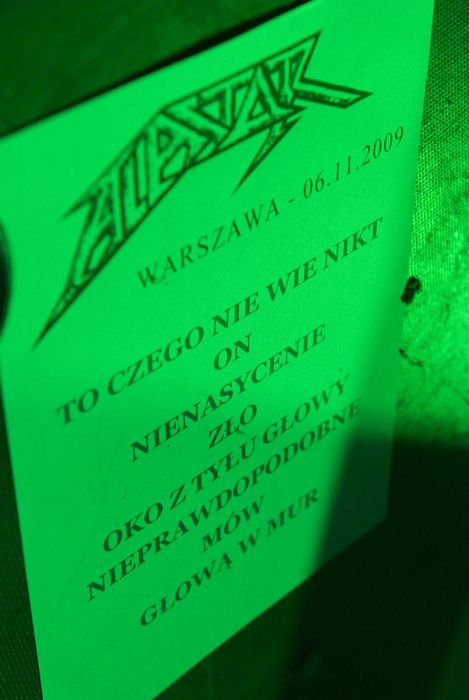 ALASTOR
WARSZAWA - 06.11.2009
TO CZEGO NIE WIE NIKT
ON
NIENASYCENIE
ZŁO
OKO Z TYŁU GŁOWY
NIEPRAWDOPODOBNE
MÓW
GŁOWĄ W MUR